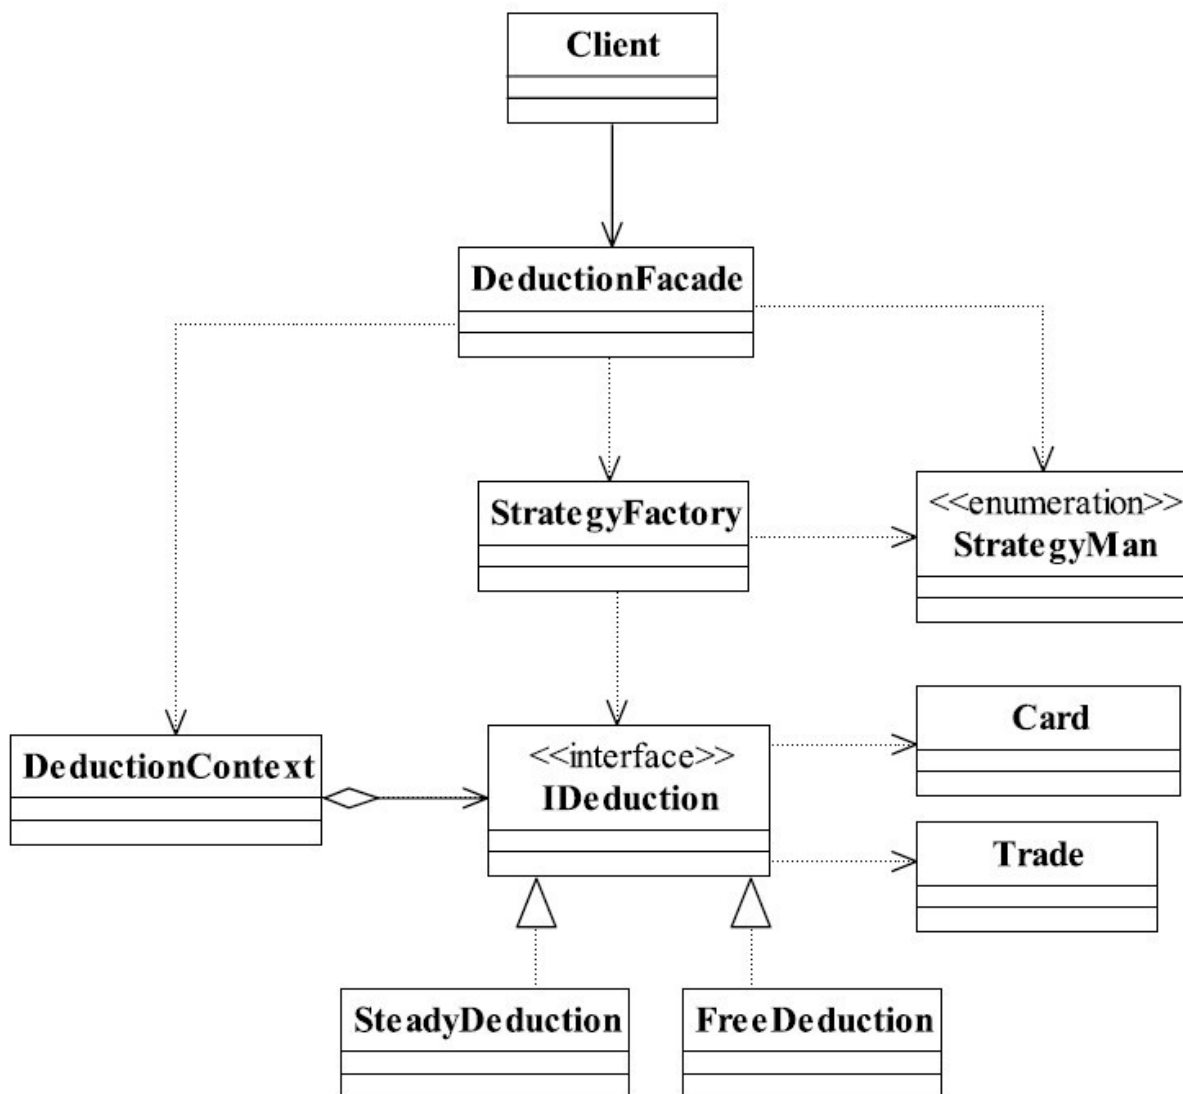 Client
DeductionFacade
StrategyFactory
<<enumeration>>
StrategyMan
Card
DeductionContext
<<interface>>
IDeduction
Trade
SteadyDeduction
FreeDeduction